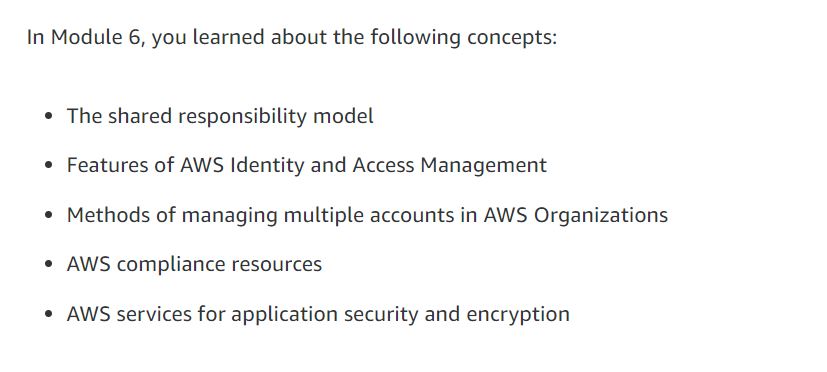 In Module 6, you learned about the following concepts:
• The shared responsibility model
• Features of AWS Identity and Access Management
• Methods of managing multiple accounts in AWS Organizations
• AWS compliance resources
• AWS services for application security and encryption